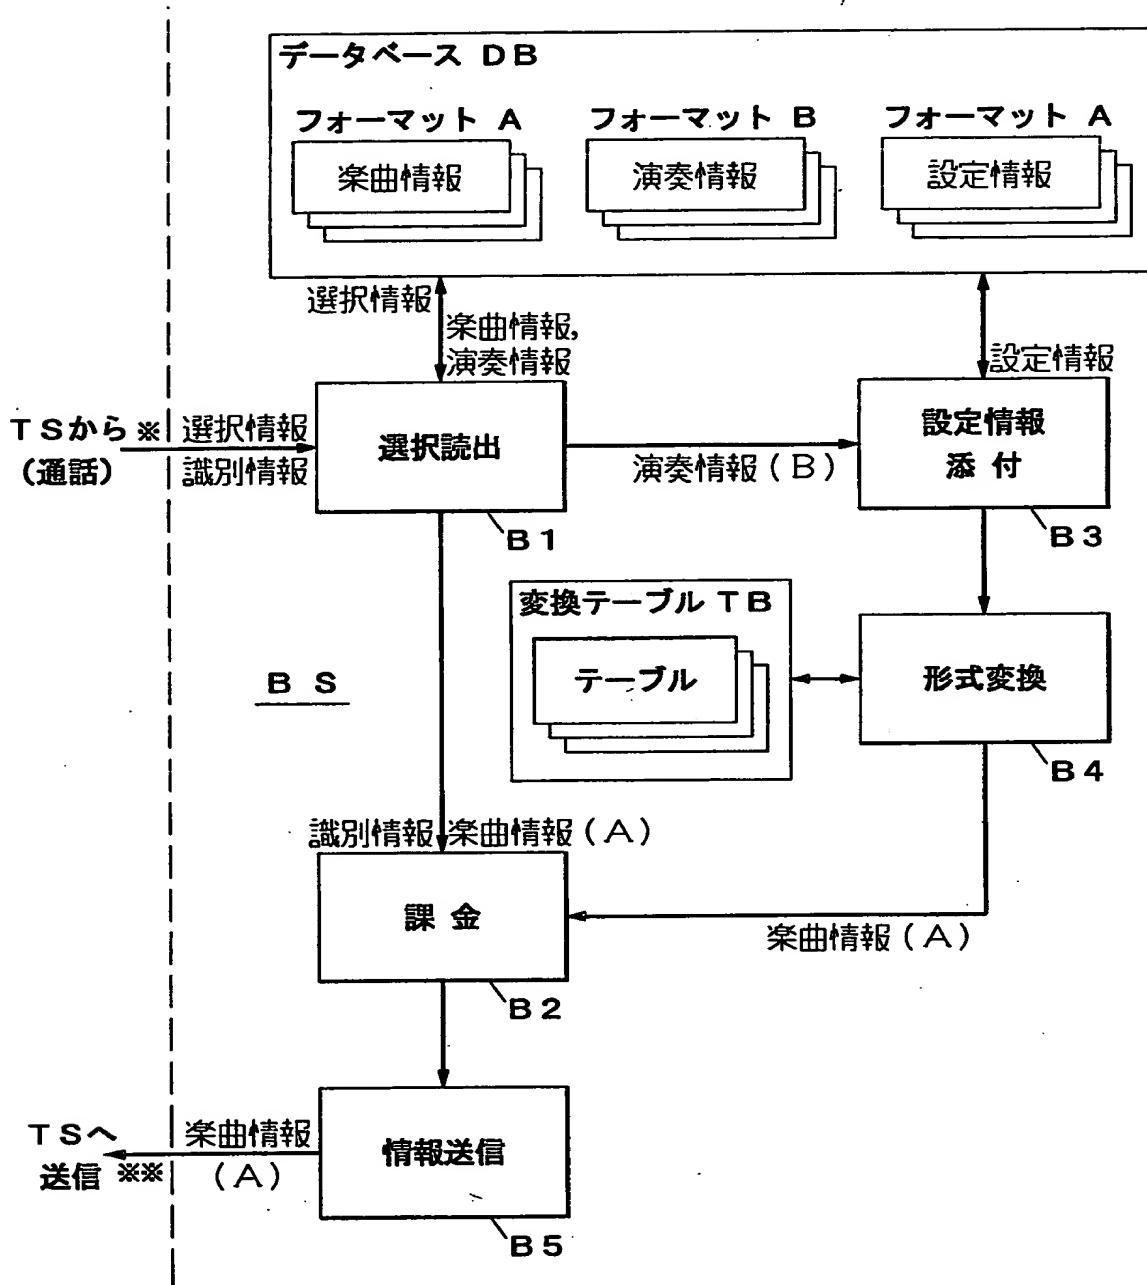 データベース DB
フォーマット A
フォーマット B
フォーマット A
楽曲情報
演奏情報
設定情報
選択情報
楽曲情報,
演奏情報
設定情報
TSから※
(通話)
選択情報
識別情報
選択読出
演奏情報(B)
設定情報
添付
B1
B3
変換テーブル TB
テーブル
形式変換
BS
B4
識別情報
楽曲情報(A)
課金
楽曲情報(A)
B2
TSへ
送信 ※※
楽曲情報
(A)
情報送信
B5